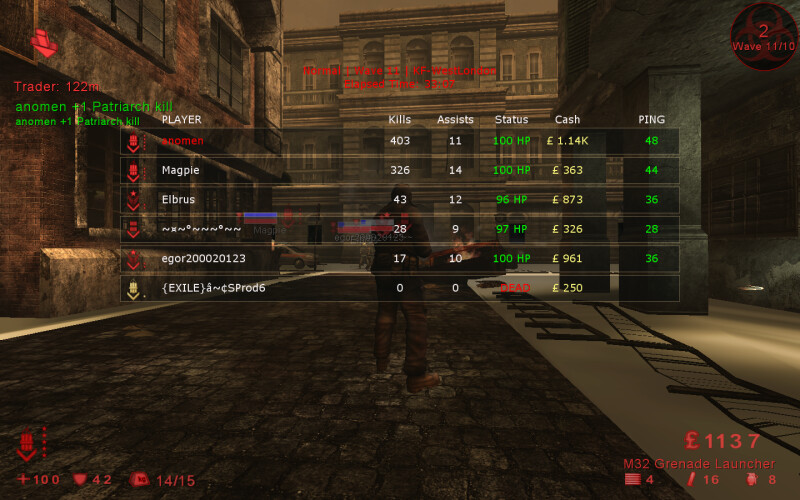 2
Wave 11/10
Trader: 122m
anomen +1 Patriarch kill
anomen +1 Patriarch kill
PLAYER Kills Assists Status Cash PING
anomen 403 11 100 HP £ 1.14K 48
Magpie 326 14 100 HP £ 363 44
Elbrus 43 12 96 HP £ 873 36
~¤~°~~~°~~ 28 9 97 HP £ 326 28
Magpie
egor200020123 17 10 100 HP £ 961 36
{EXILE}â~¢SProd6 0 0 DEAD £ 250
£1137
M32 Grenade Launcher
100 42 14/15 4 16 8